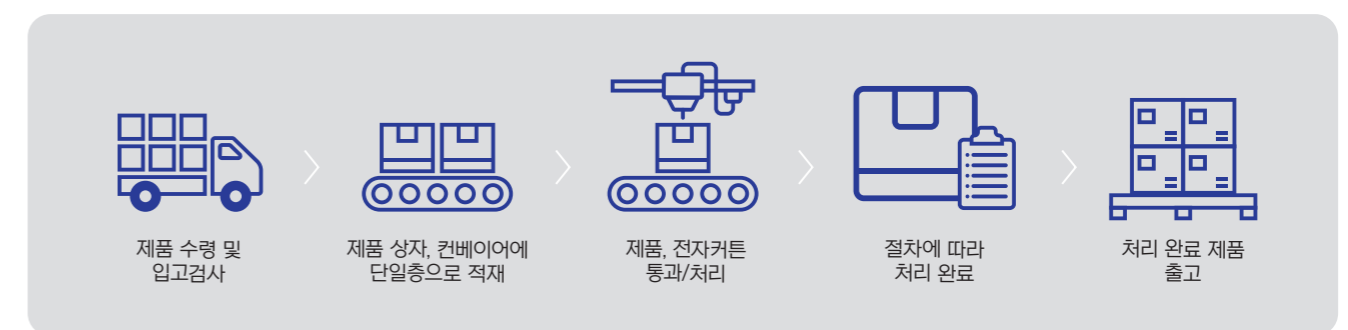 제품 수령 및
입고검사
제품 상자, 컨베이어에
단일층으로 적재
제품, 전자커튼
통과/처리
절차에 따라
처리 완료
처리 완료 제품
출고